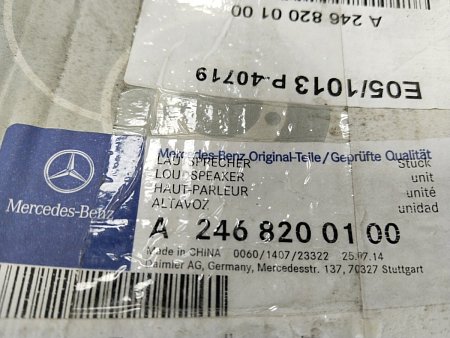 A 246 820 01 00
E05/1013 P-40719
Mercedes-Benz Original-Teile/Geprüfte Qualität
LAUTSPRECHER Stück
LOUDSPEAKER unit
HAUT-PARLEUR unité
ALTAVOZ unidad
Mercedes-Benz
A 246 820 01 00
Made in CHINA 0060/1407/23322 25.07.14
Daimler AG, Germany, Mercedesstr. 137, 70327 Stuttgart